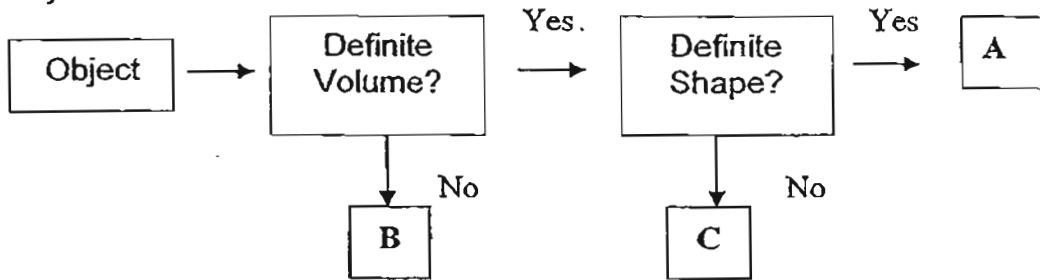 Object
Definite
Volume?
Yes.
Definite
Shape?
Yes
A
No
B
No
C